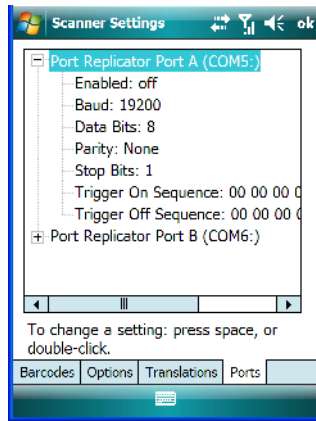 Scanner Settings ok
Port Replicator Port A (COM5:)
Enabled: off
Baud: 19200
Data Bits: 8
Parity: None
Stop Bits: 1
Trigger On Sequence: 00 00 00 0
Trigger Off Sequence: 00 00 00 0
Port Replicator Port B (COM6:)
To change a setting: press space, or
double-click.
Barcodes Options Translations Ports